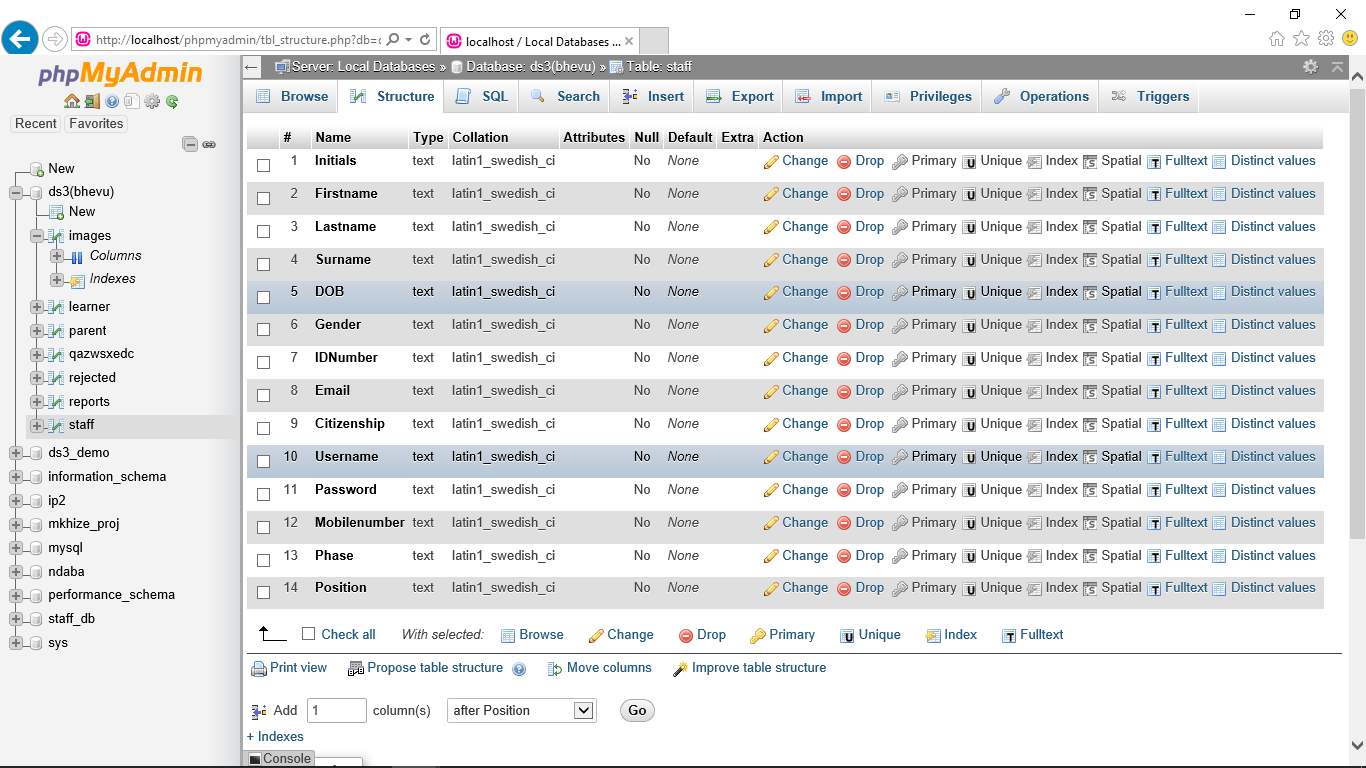 http://localhost/phpmyadmin/tbl_structure.php?db=
localhost / Local Databases ...
phpMyAdmin
Recent Favorites
New
ds3(bhevu)
New
images
Columns
Indexes
learner
parent
qazwsxedc
rejected
reports
staff
ds3_demo
information_schema
ip2
mkhize_proj
mysql
ndaba
performance_schema
staff_db
sys
Server: Local Databases » Database: ds3(bhevu) » Table: staff
Browse Structure SQL Search Insert Export Import Privileges Operations Triggers
# Name Type Collation Attributes Null Default Extra Action
1 Initials text latin1_swedish_ci No None Change Drop Primary Unique Index Spatial Fulltext Distinct values
2 Firstname text latin1_swedish_ci No None Change Drop Primary Unique Index Spatial Fulltext Distinct values
3 Lastname text latin1_swedish_ci No None Change Drop Primary Unique Index Spatial Fulltext Distinct values
4 Surname text latin1_swedish_ci No None Change Drop Primary Unique Index Spatial Fulltext Distinct values
5 DOB text latin1_swedish_ci No None Change Drop Primary Unique Index Spatial Fulltext Distinct values
6 Gender text latin1_swedish_ci No None Change Drop Primary Unique Index Spatial Fulltext Distinct values
7 IDNumber text latin1_swedish_ci No None Change Drop Primary Unique Index Spatial Fulltext Distinct values
8 Email text latin1_swedish_ci No None Change Drop Primary Unique Index Spatial Fulltext Distinct values
9 Citizenship text latin1_swedish_ci No None Change Drop Primary Unique Index Spatial Fulltext Distinct values
10 Username text latin1_swedish_ci No None Change Drop Primary Unique Index Spatial Fulltext Distinct values
11 Password text latin1_swedish_ci No None Change Drop Primary Unique Index Spatial Fulltext Distinct values
12 Mobilenumber text latin1_swedish_ci No None Change Drop Primary Unique Index Spatial Fulltext Distinct values
13 Phase text latin1_swedish_ci No None Change Drop Primary Unique Index Spatial Fulltext Distinct values
14 Position text latin1_swedish_ci No None Change Drop Primary Unique Index Spatial Fulltext Distinct values
Check all With selected: Browse Change Drop Primary Unique Index Fulltext
Print view Propose table structure Move columns Improve table structure
Add 1 column(s) after Position Go
+ Indexes
Console